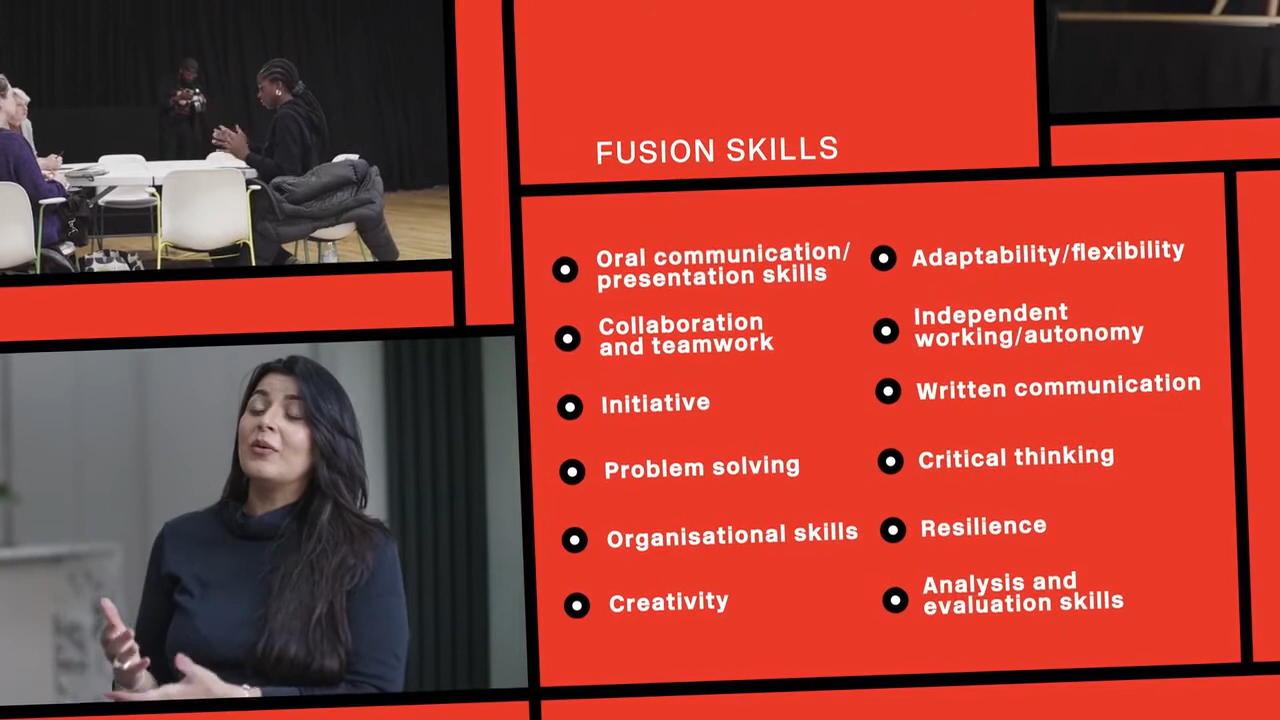 FUSION SKILLS
Oral communication/
presentation skills
Collaboration
and teamwork
Initiative
Problem solving
Organisational skills
Creativity
Adaptability/flexibility
Independent
working/autonomy
Written communication
Critical thinking
Resilience
Analysis and
evaluation skills